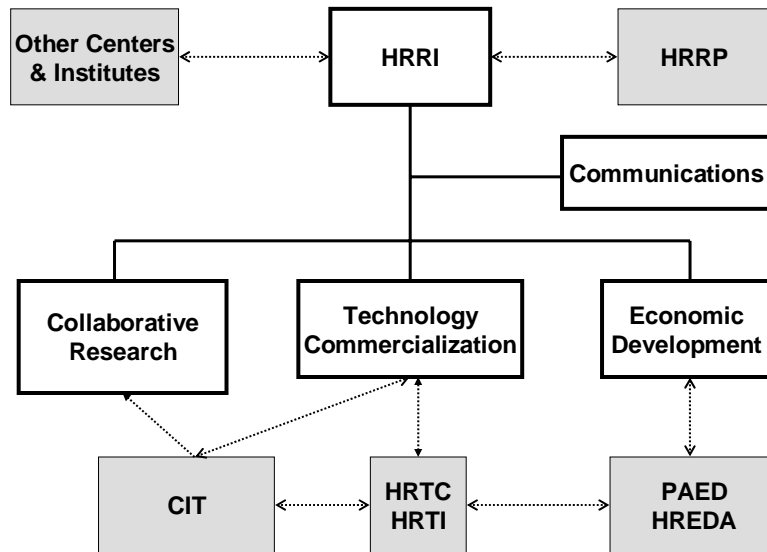 Other Centers
& Institutes
HRRI
HRRP
Communications
Collaborative
Research
Technology
Commercialization
Economic
Development
CIT
HRTC
HRTI
PAED
HREDA